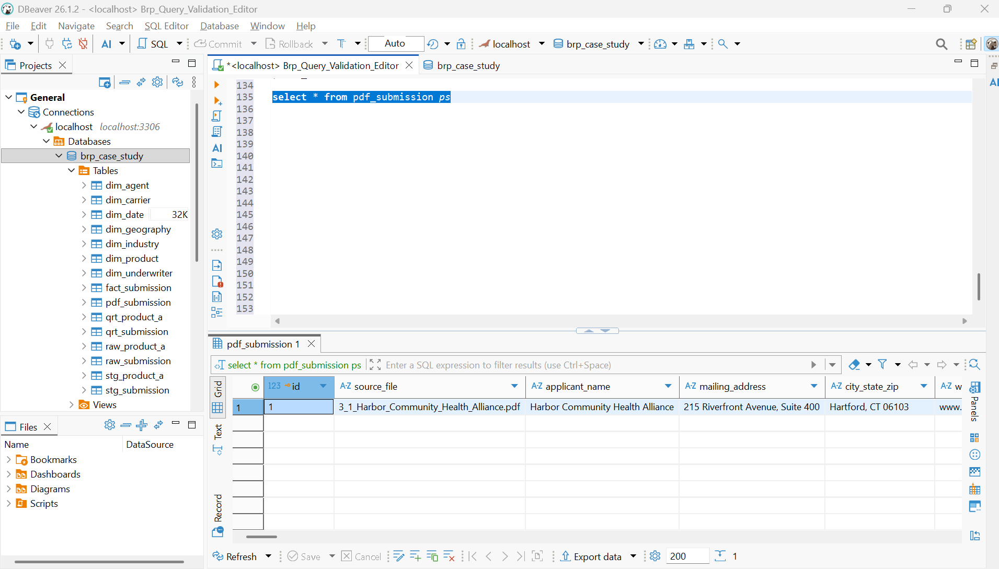 DBeaver 26.1.2 - <localhost> Brp_Query_Validation_Editor
File Edit Navigate Search SQL Editor Database Window Help
AI SQL Commit Rollback T Auto localhost brp_case_study
Projects
General
Connections
localhost localhost:3306
Databases
brp_case_study
Tables
dim_agent
dim_carrier
dim_date 32K
dim_geography
dim_industry
dim_product
dim_underwriter
fact_submission
pdf_submission
qrt_product_a
qrt_submission
raw_product_a
raw_submission
stg_product_a
stg_submission
Views
Files
Name DataSource
Bookmarks
Dashboards
Diagrams
Scripts
*<localhost> Brp_Query_Validation_Editor brp_case_study
AI
AI
134
135 select * from pdf_submission ps
136
137
138
139
140
141
142
143
144
145
146
147
148
149
150
151
152
153
pdf_submission 1
select * from pdf_submission ps Enter a SQL expression to filter results (use Ctrl+Space)
Grid
Text
Record
Panels
123 id A-Z source_file A-Z applicant_name A-Z mailing_address A-Z city_state_zip A-Z w
1 1 3_1_Harbor_Community_Health_Alliance.pdf Harbor Community Health Alliance 215 Riverfront Avenue, Suite 400 Hartford, CT 06103 www.
Refresh Save Cancel Export data 200 1